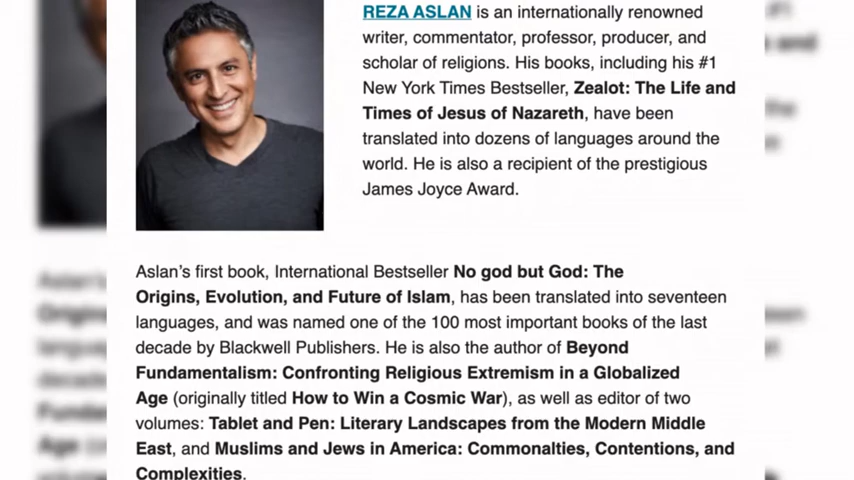 REZA ASLAN is an internationally renowned
writer, commentator, professor, producer, and
scholar of religions. His books, including his #1
New York Times Bestseller, Zealot: The Life and
Times of Jesus of Nazareth, have been
translated into dozens of languages around the
world. He is also a recipient of the prestigious
James Joyce Award.
Aslan’s first book, International Bestseller No god but God: The
Origins, Evolution, and Future of Islam, has been translated into seventeen
languages, and was named one of the 100 most important books of the last
decade by Blackwell Publishers. He is also the author of Beyond
Fundamentalism: Confronting Religious Extremism in a Globalized
Age (originally titled How to Win a Cosmic War), as well as editor of two
volumes: Tablet and Pen: Literary Landscapes from the Modern Middle
East, and Muslims and Jews in America: Commonalties, Contentions, and
Complexities.